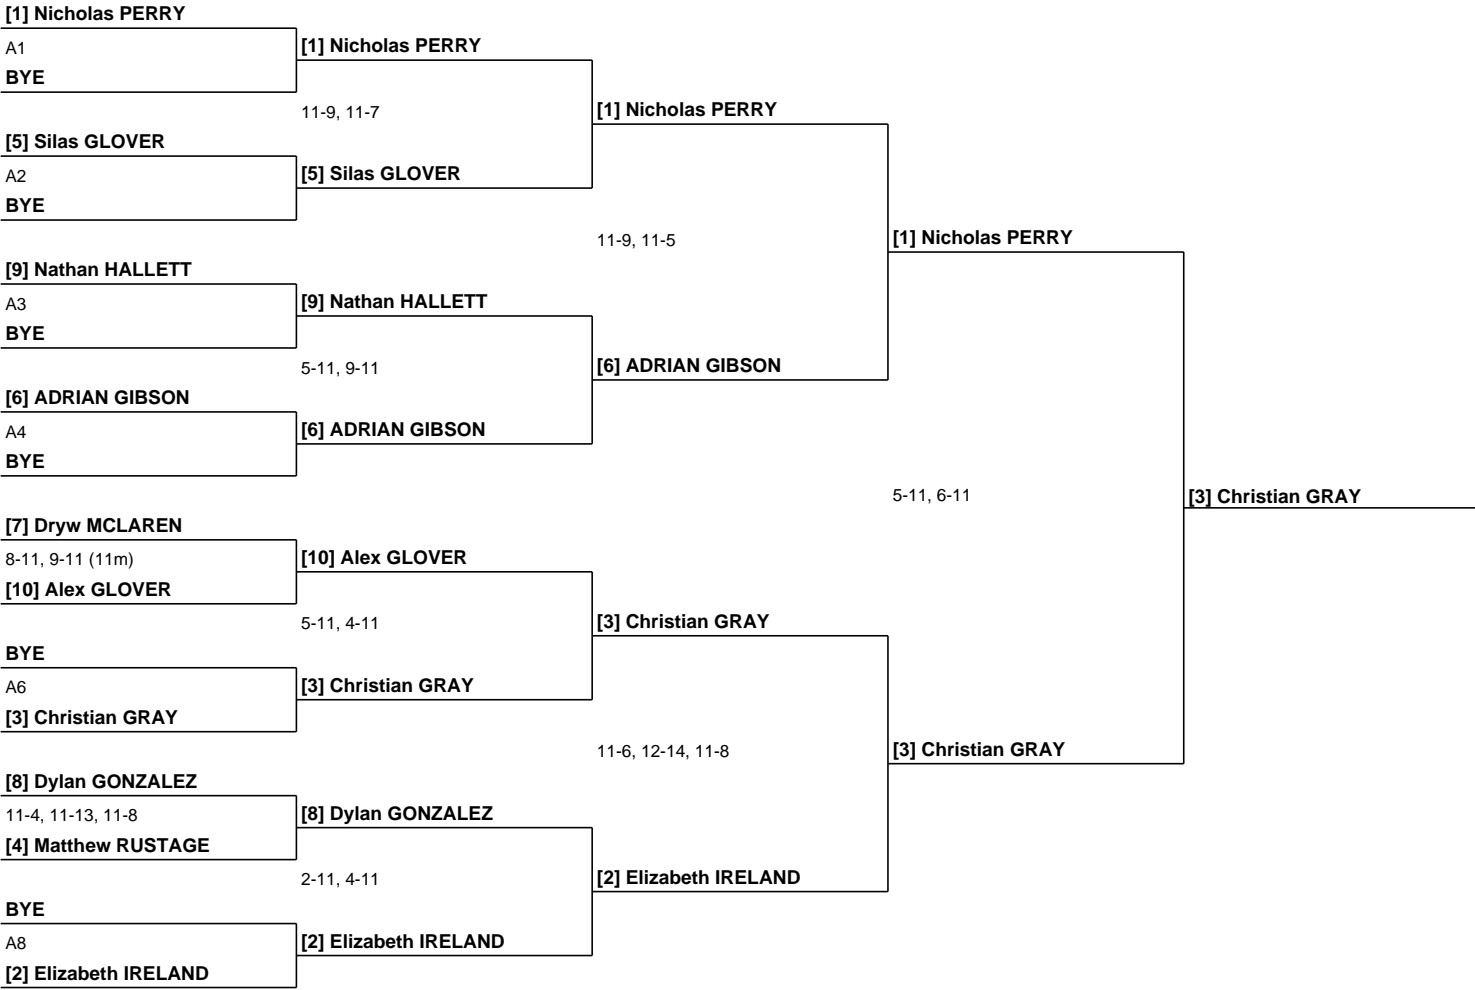 [1] Nicholas PERRY
A1
BYE
[1] Nicholas PERRY
11-9, 11-7
[5] Silas GLOVER
A2
BYE
[5] Silas GLOVER
[1] Nicholas PERRY
11-9, 11-5
[9] Nathan HALLETT
A3
BYE
[9] Nathan HALLETT
5-11, 9-11
[6] ADRIAN GIBSON
A4
BYE
[6] ADRIAN GIBSON
[6] ADRIAN GIBSON
[1] Nicholas PERRY
5-11, 6-11
[3] Christian GRAY
[7] Dryw MCLAREN
8-11, 9-11 (11m)
[10] Alex GLOVER
[10] Alex GLOVER
5-11, 4-11
BYE
A6
[3] Christian GRAY
[3] Christian GRAY
[3] Christian GRAY
11-6, 12-14, 11-8
[3] Christian GRAY
[8] Dylan GONZALEZ
11-4, 11-13, 11-8
[4] Matthew RUSTAGE
[8] Dylan GONZALEZ
2-11, 4-11
[2] Elizabeth IRELAND
BYE
A8
[2] Elizabeth IRELAND
[2] Elizabeth IRELAND